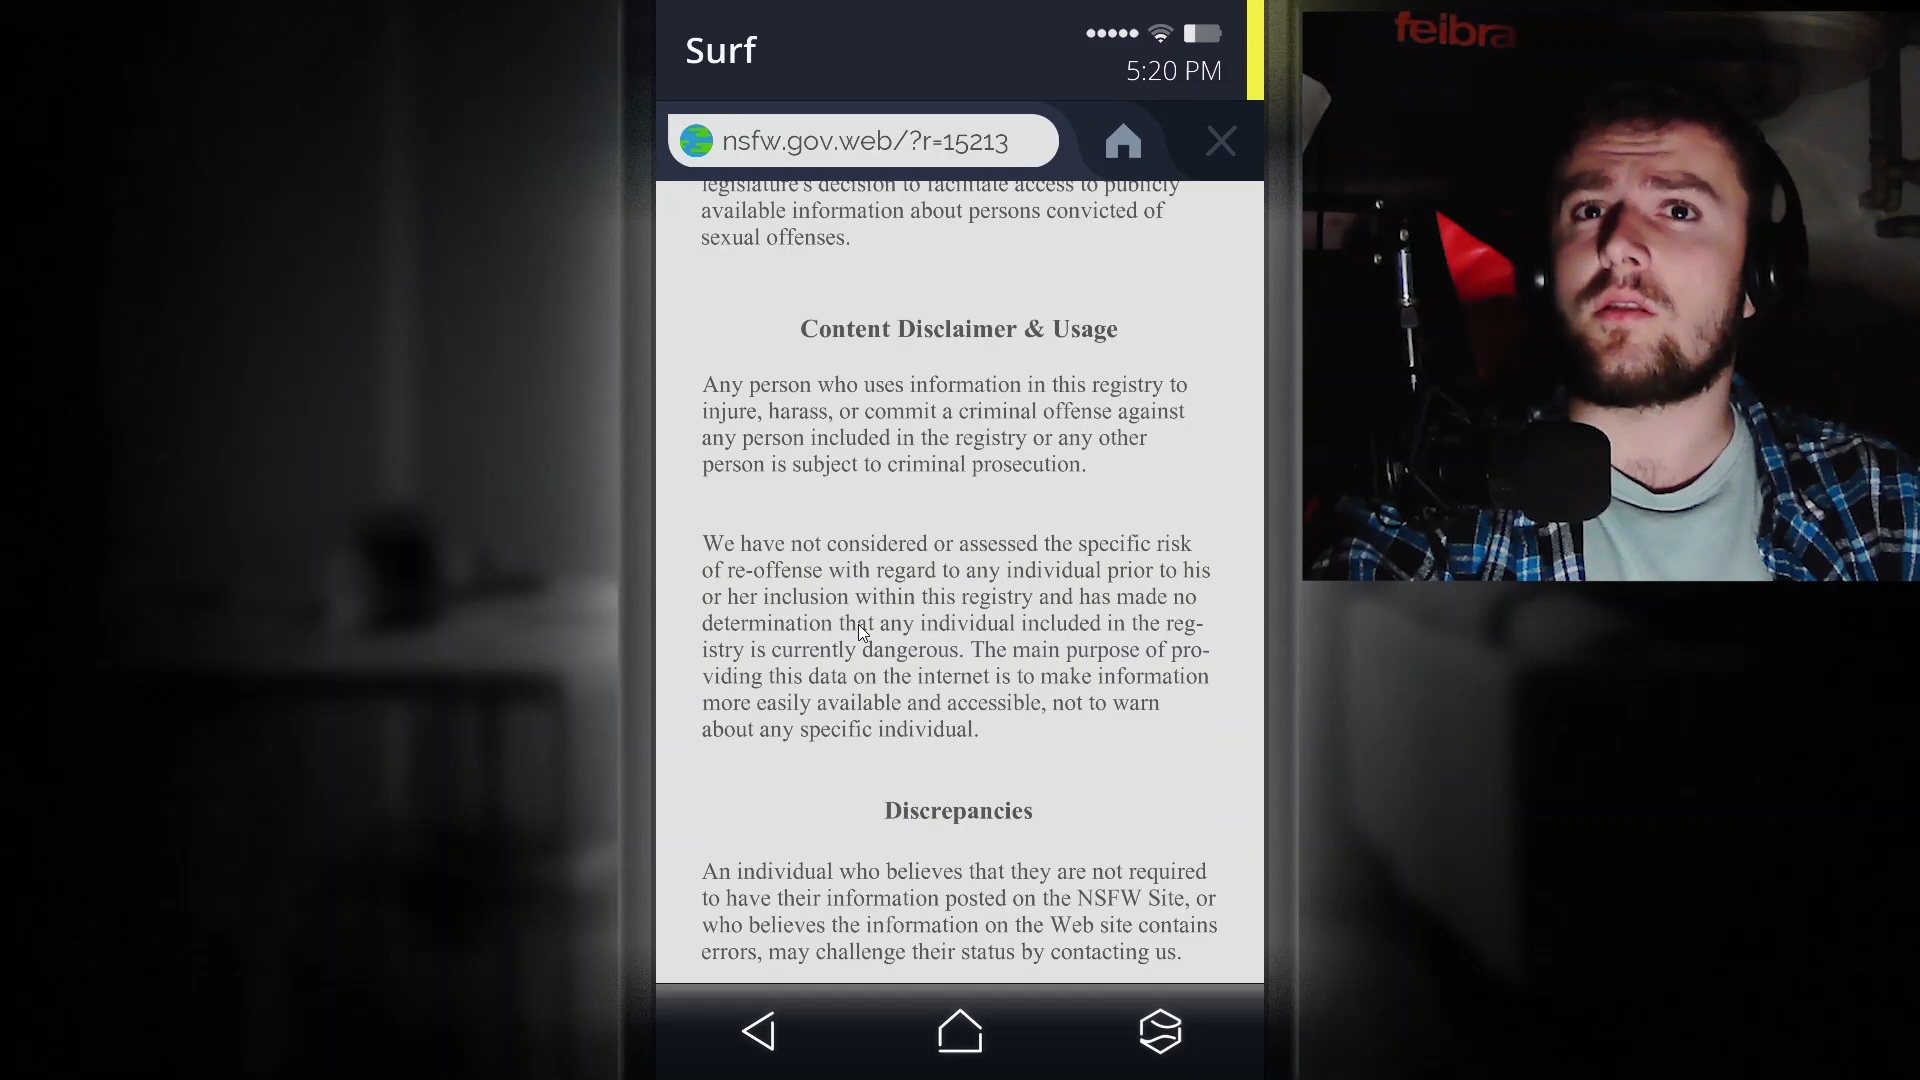 Surf
5:20 PM
nsfw.gov.web/?r=15213
legislature's decision to facilitate access to publicly
available information about persons convicted of
sexual offenses.
Content Disclaimer & Usage
Any person who uses information in this registry to
injure, harass, or commit a criminal offense against
any person included in the registry or any other
person is subject to criminal prosecution.
We have not considered or assessed the specific risk
of re-offense with regard to any individual prior to his
or her inclusion within this registry and has made no
determination that any individual included in the reg-
istry is currently dangerous. The main purpose of pro-
viding this data on the internet is to make information
more easily available and accessible, not to warn
about any specific individual.
Discrepancies
An individual who believes that they are not required
to have their information posted on the NSFW Site, or
who believes the information on the Web site contains
errors, may challenge their status by contacting us.
feibra